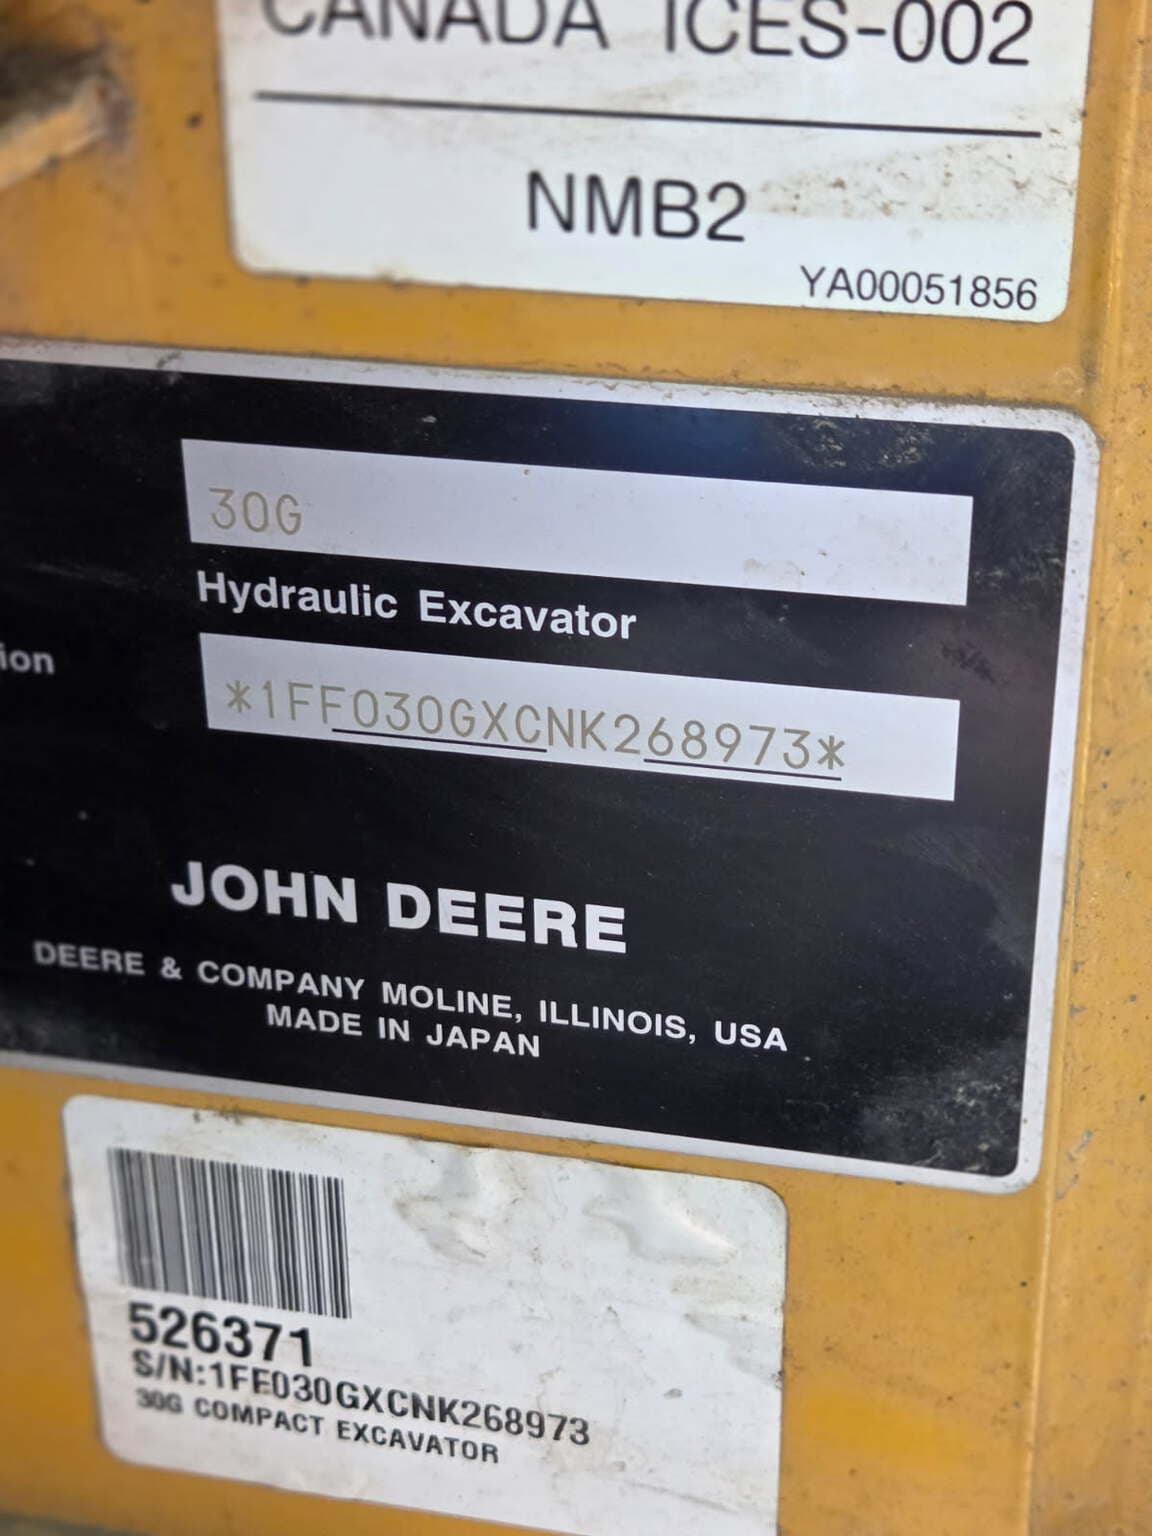 CANADA ICES-002
NMB2
YA00051856
30G
Hydraulic Excavator
ion
*1FF030GXCNK268973*
JOHN DEERE
DEERE & COMPANY MOLINE, ILLINOIS, USA
MADE IN JAPAN
526371
S/N:1FF030GXCNK268973
30G COMPACT EXCAVATOR